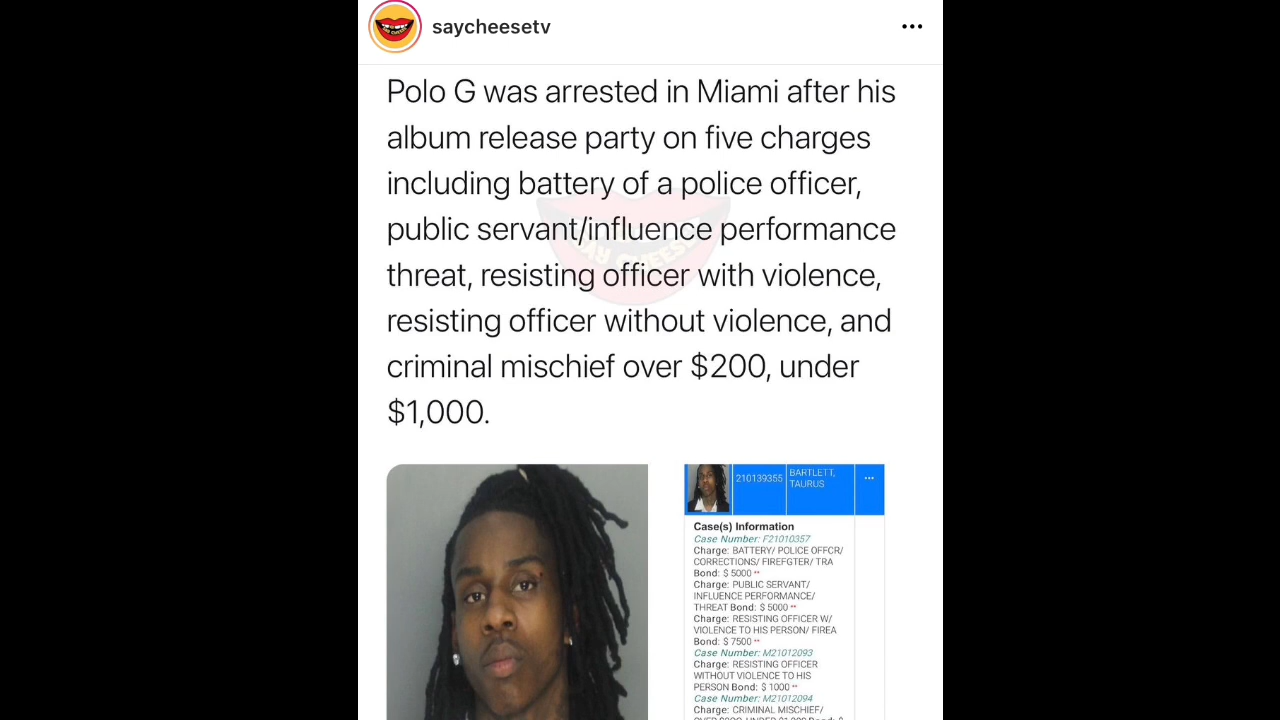 saycheesetv
Polo G was arrested in Miami after his
album release party on five charges
including battery of a police officer,
public servant/influence performance
threat, resisting officer with violence,
resisting officer without violence, and
criminal mischief over $200, under
$1,000.
SAY CHEESE
210139355
BARTLETT,
TAURUS
Case(s) Information
Case Number: F21010357
Charge: BATTERY/ POLICE OFFCR/
CORRECTIONS/ FIREFGTER/ TRA
Bond: $ 5000 **
Charge: PUBLIC SERVANT/
INFLUENCE PERFORMANCE/
THREAT Bond: $ 5000 **
Charge: RESISTING OFFICER W/
VIOLENCE TO HIS PERSON/ FIREA
Bond: $ 7500 **
Case Number: M21012093
Charge: RESISTING OFFICER
WITHOUT VIOLENCE TO HIS
PERSON Bond: $ 1000 **
Case Number: M21012094
Charge: CRIMINAL MISCHIEF/